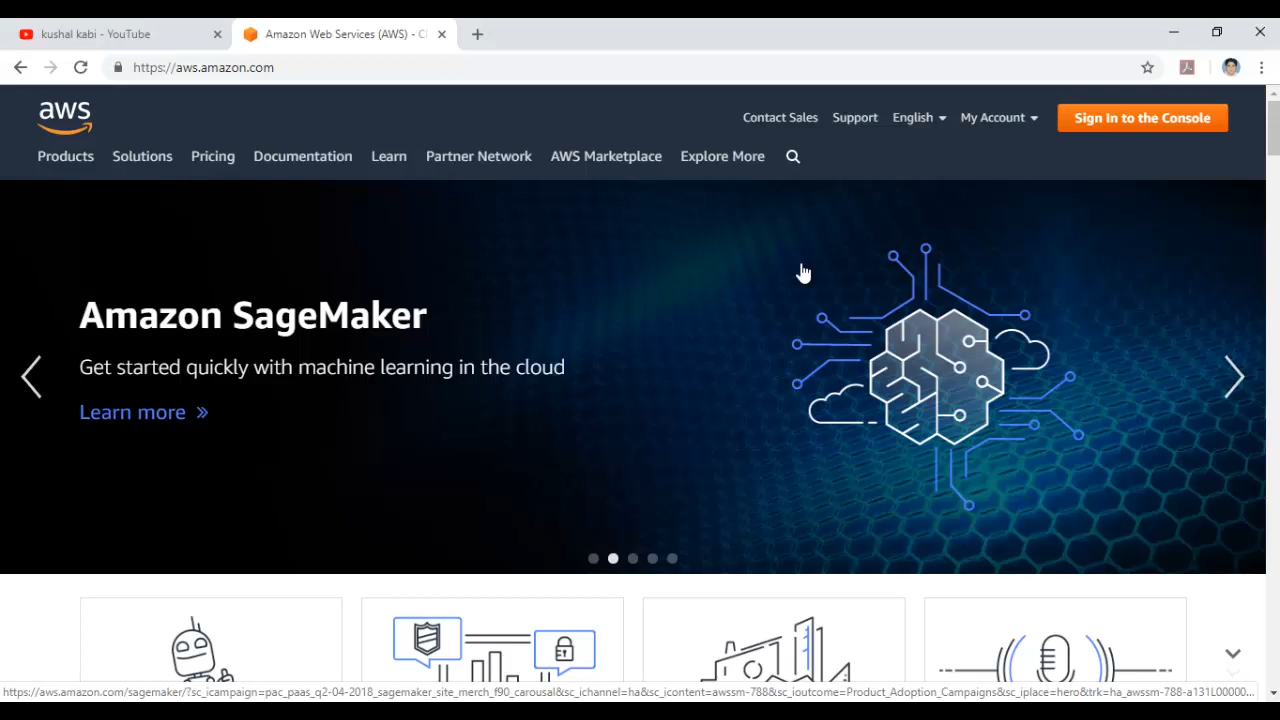 kushal kabi - YouTube
Amazon Web Services (AWS) - Cl
https://aws.amazon.com
aws
Contact Sales Support English My Account Sign In to the Console
Products Solutions Pricing Documentation Learn Partner Network AWS Marketplace Explore More
Amazon SageMaker
Get started quickly with machine learning in the cloud
Learn more »
https://aws.amazon.com/sagemaker/?sc_icampaign=pac_paas_q2-04-2018_sagemaker_site_merch_f90_carousal&sc_ichannel=ha&sc_icontent=awssm-788&sc_ioutcome=Product_Adoption_Campaigns&sc_iplace=hero&trk=ha_awssm-788-a131L00000...